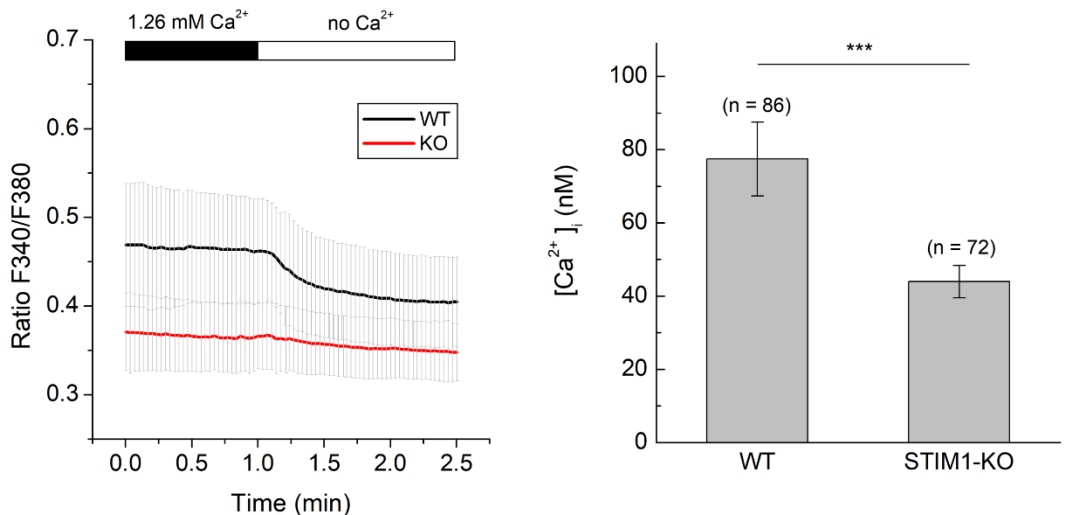 1.26 mM Ca²⁺ no Ca²⁺
0.7
0.6
0.5
0.4
0.3
Ratio F340/F380
WT
KO
0.0 0.5 1.0 1.5 2.0 2.5
Time (min)
***
100
80
60
40
20
0
[Ca²⁺]ᵢ (nM)
(n = 86)
(n = 72)
WT STIM1-KO